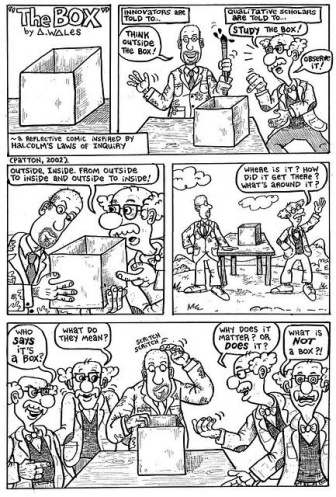 "The BOX"
by A. WALES
~a REFLECTIVE COMIC INSPIRED BY
HALCOLM'S LAWS OF INQUIRY
(PATTON, 2002).
INNOVATORS ARE
TOLD TO...
THINK
OUTSIDE
THE BOX!
QUALITATIVE SCHOLARS
ARE TOLD TO...
STUDY THE BOX!
OBSERVE
IT!
OUTSIDE. INSIDE. FROM OUTSIDE
TO INSIDE AND OUTSIDE TO INSIDE!
WHERE IS IT? HOW
DID IT GET THERE?
WHAT'S AROUND IT?
WHO
SAYS
IT'S
A BOX?
WHAT DO
THEY MEAN?
SCRITCH
SCRITCH
WHY DOES IT
MATTER? OR
DOES IT?
WHAT IS
NOT
A BOX?!